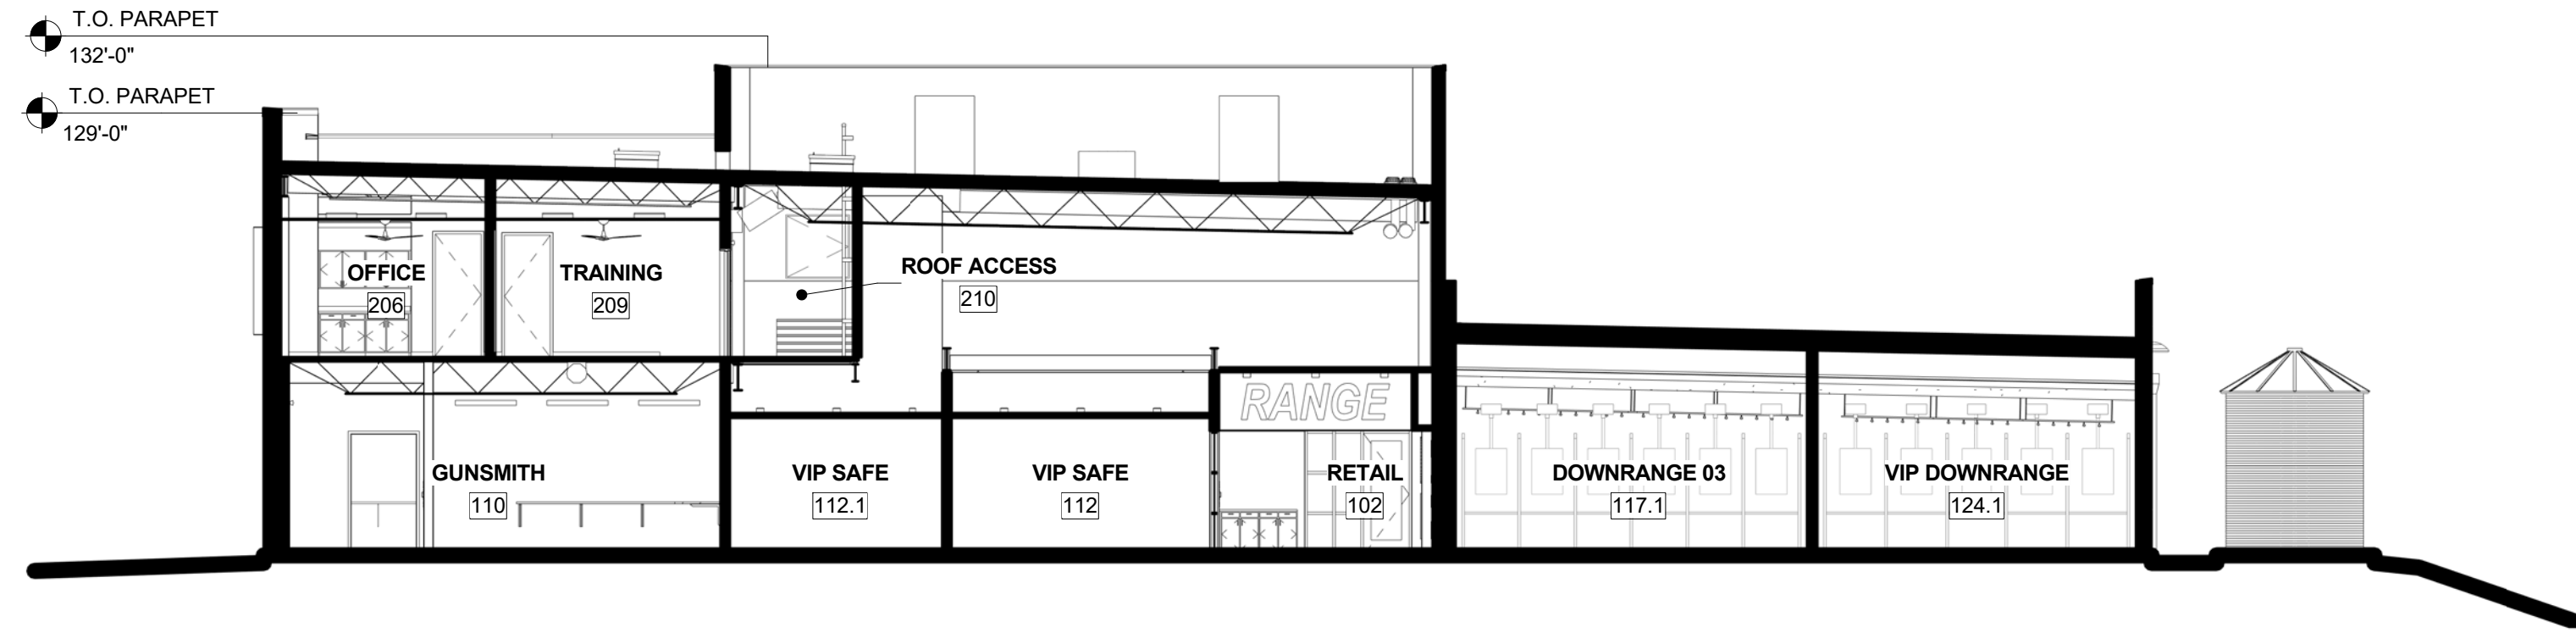 T.O. PARAPET
132'-0"
T.O. PARAPET
129'-0"
OFFICE
206
TRAINING
209
ROOF ACCESS
210
RANGE
GUNSMITH
110
VIP SAFE
112.1
VIP SAFE
112
RETAIL
102
DOWNRANGE 03
117.1
VIP DOWNRANGE
124.1